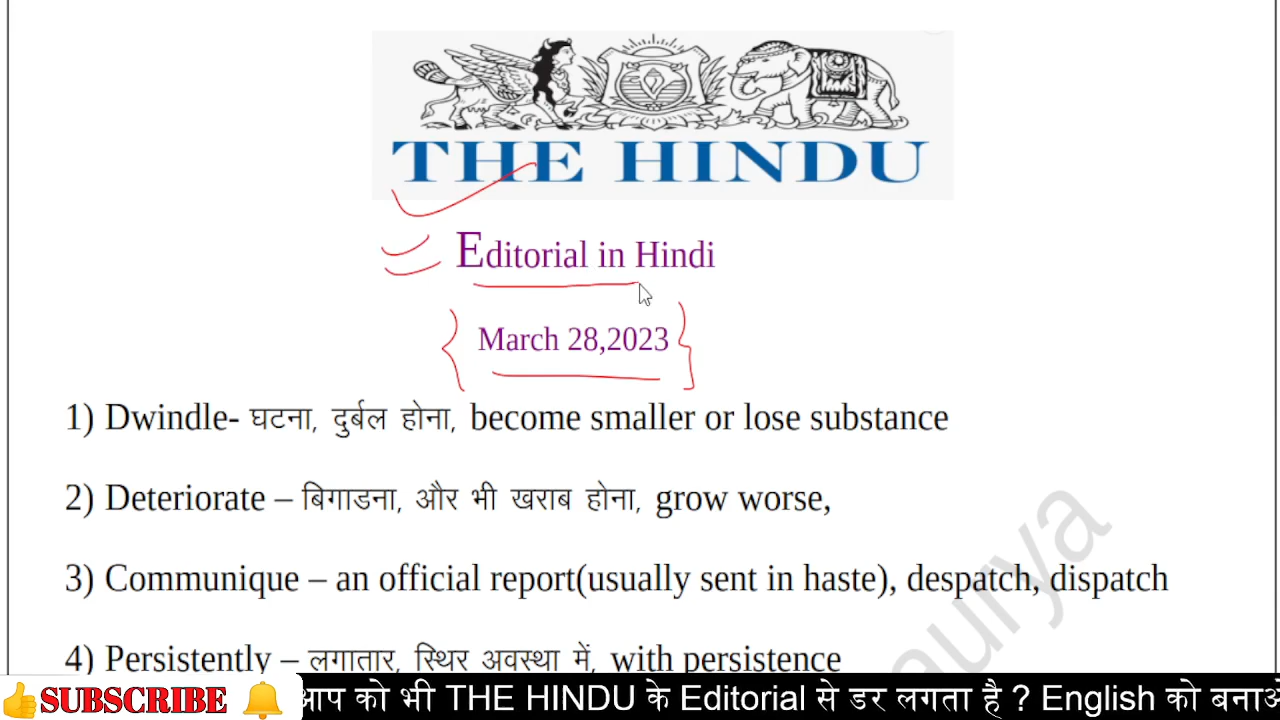 THE HINDU
Editorial in Hindi
March 28,2023
1) Dwindle- घटना, दुर्बल होना, become smaller or lose substance
2) Deteriorate – बिगाडना, और भी खराब होना, grow worse,
3) Communique – an official report(usually sent in haste), despatch, dispatch
4) Persistently – लगातार, स्थिर अवस्था में, with persistence
SUBSCRIBE आप को भी THE HINDU के Editorial से डर लगता है ? English को